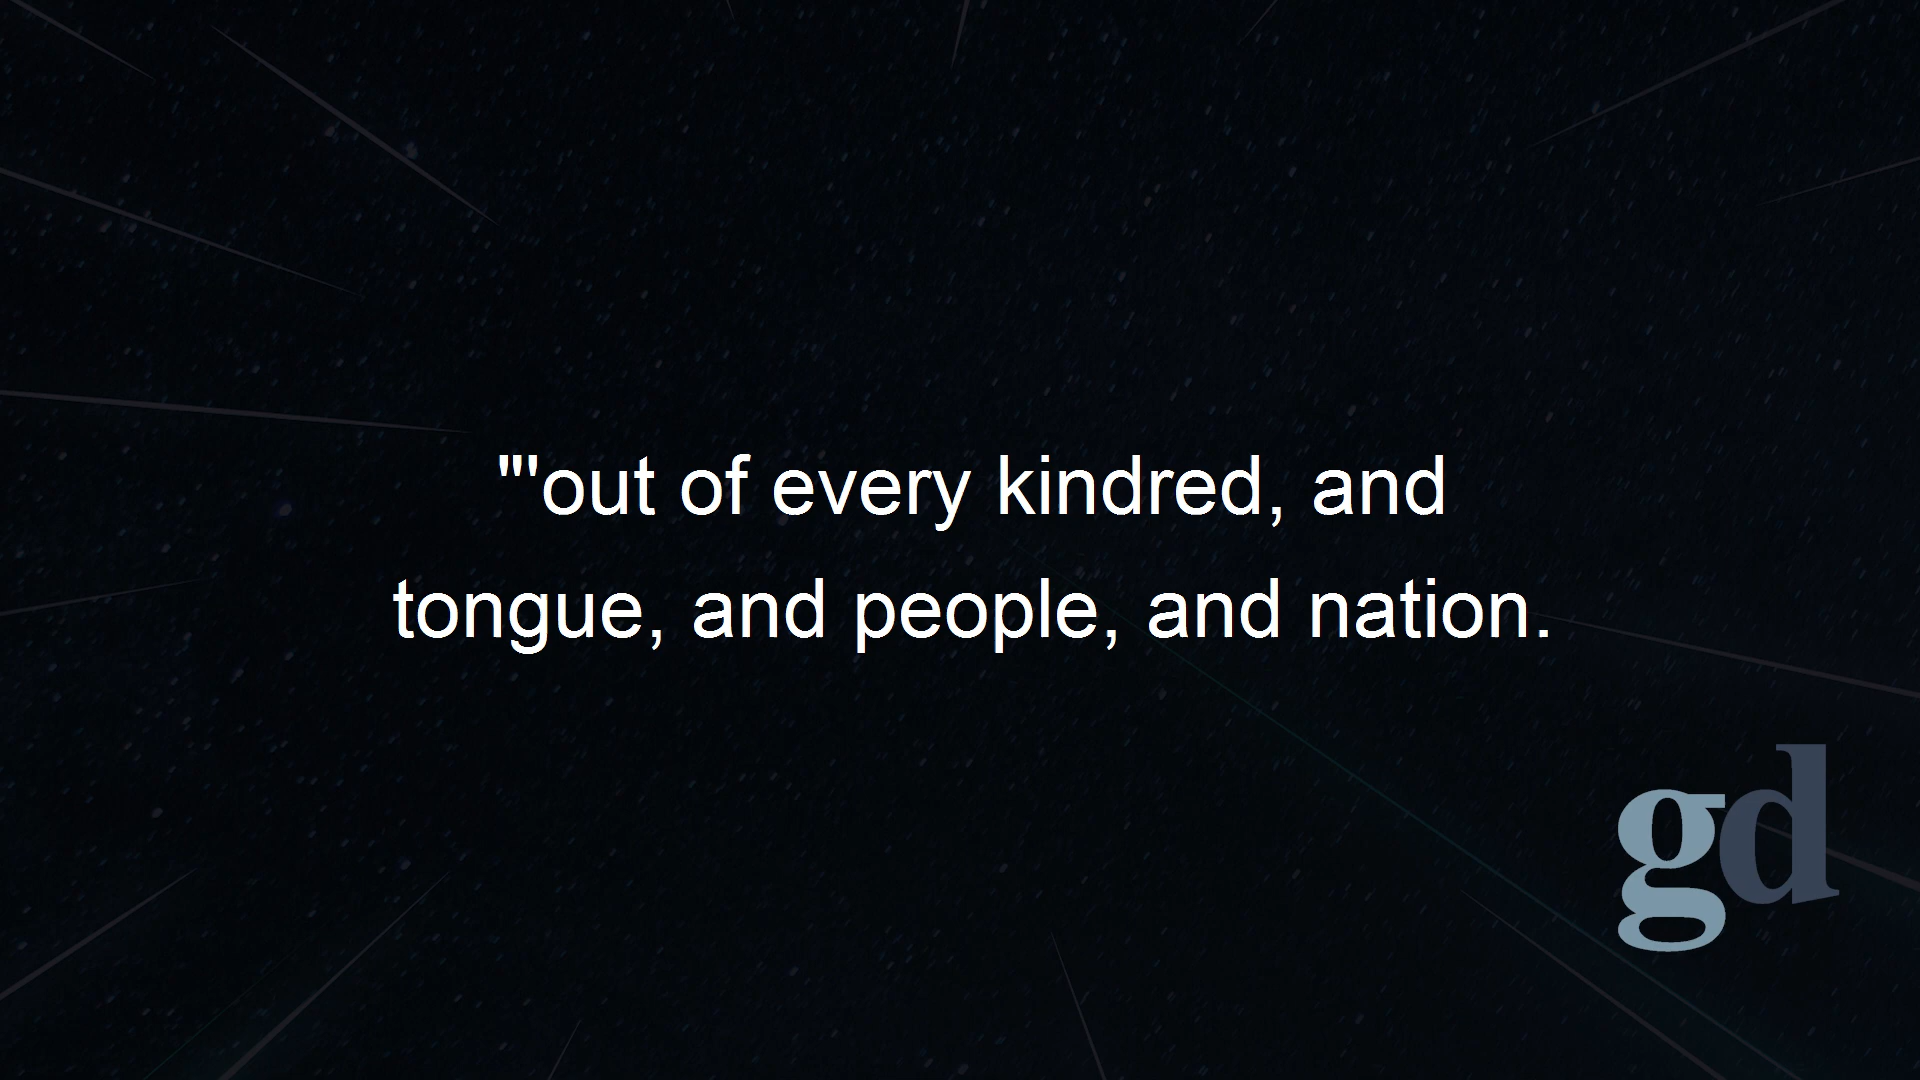 "'out of every kindred, and
tongue, and people, and nation.
gd